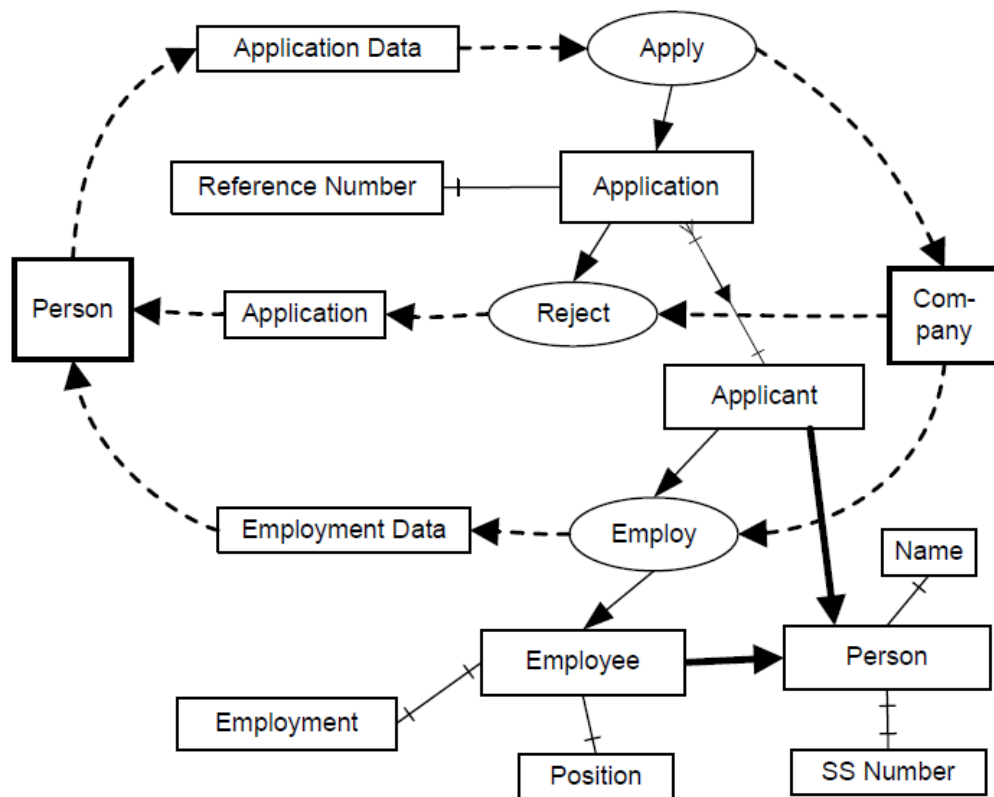 Application Data
Apply
Reference Number
Application
Person
Application
Reject
Com-
pany
Applicant
Employment Data
Employ
Name
Employee
Person
Employment
Position
SS Number